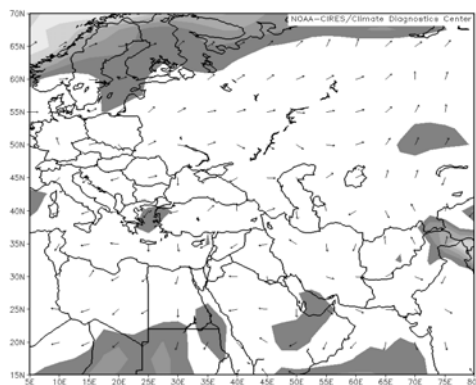 NOAA-CIRES/Climate Diagnostics Center
70N
65N
60N
55N
50N
45N
40N
35N
30N
25N
20N
15N
5E 10E 15E 20E 25E 30E 35E 40E 45E 50E 55E 60E 65E 70E 75E